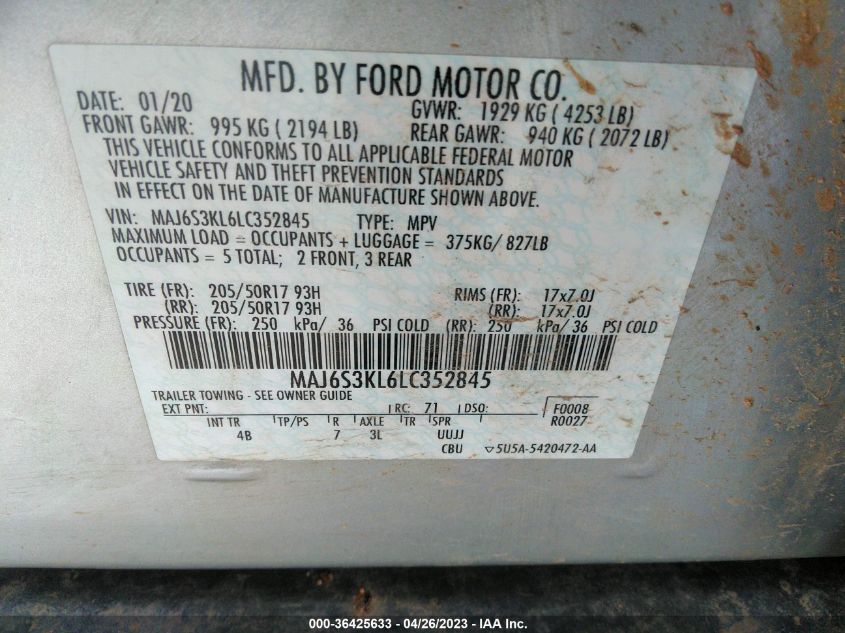 MFD. BY FORD MOTOR CO.
DATE: 01/20 GVWR: 1929 KG ( 4253 LB)
FRONT GAWR: 995 KG ( 2194 LB) REAR GAWR: 940 KG ( 2072 LB)
THIS VEHICLE CONFORMS TO ALL APPLICABLE FEDERAL MOTOR
VEHICLE SAFETY AND THEFT PREVENTION STANDARDS
IN EFFECT ON THE DATE OF MANUFACTURE SHOWN ABOVE.
VIN: MAJ6S3KL6LC352845 TYPE: MPV
MAXIMUM LOAD = OCCUPANTS + LUGGAGE = 375KG/ 827LB
OCCUPANTS = 5 TOTAL; 2 FRONT, 3 REAR
TIRE (FR): 205/50R17 93H RIMS (FR): 17x7.0J
(RR): 205/50R17 93H (RR): 17x7.0J
PRESSURE (FR): 250 kPa/ 36 PSI COLD (RR): 250 kPa/ 36 PSI COLD
MAJ6S3KL6LC352845
TRAILER TOWING - SEE OWNER GUIDE
EXT PNT: RC: 71 DSO: F0008
R0027
INT TR TP/PS R AXLE TR SPR
4B 7 3L UUJJ
CBU ▽5U5A-5420472-AA
000-36425633 - 04/26/2023 - IAA Inc.